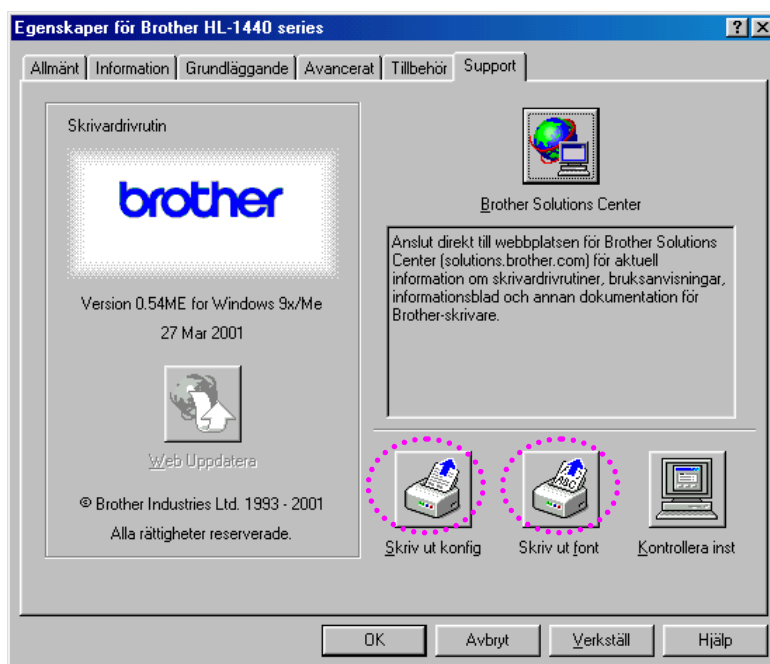 Egenskaper för Brother HL-1440 series
Allmänt Information Grundläggande Avancerat Tillbehör Support
Skrivardrivrutin
brother
Version 0.54ME for Windows 9x/Me
27 Mar 2001
Web Uppdatera
© Brother Industries Ltd. 1993 - 2001
Alla rättigheter reserverade.
Brother Solutions Center
Anslut direkt till webbplatsen för Brother Solutions
Center (solutions.brother.com) för aktuell
information om skrivardrivrutiner, bruksanvisningar,
informationsblad och annan dokumentation för
Brother-skrivare.
ABC
Skriv ut konfig Skriv ut font Kontrollera inst
OK Avbryt Verkställ Hjälp